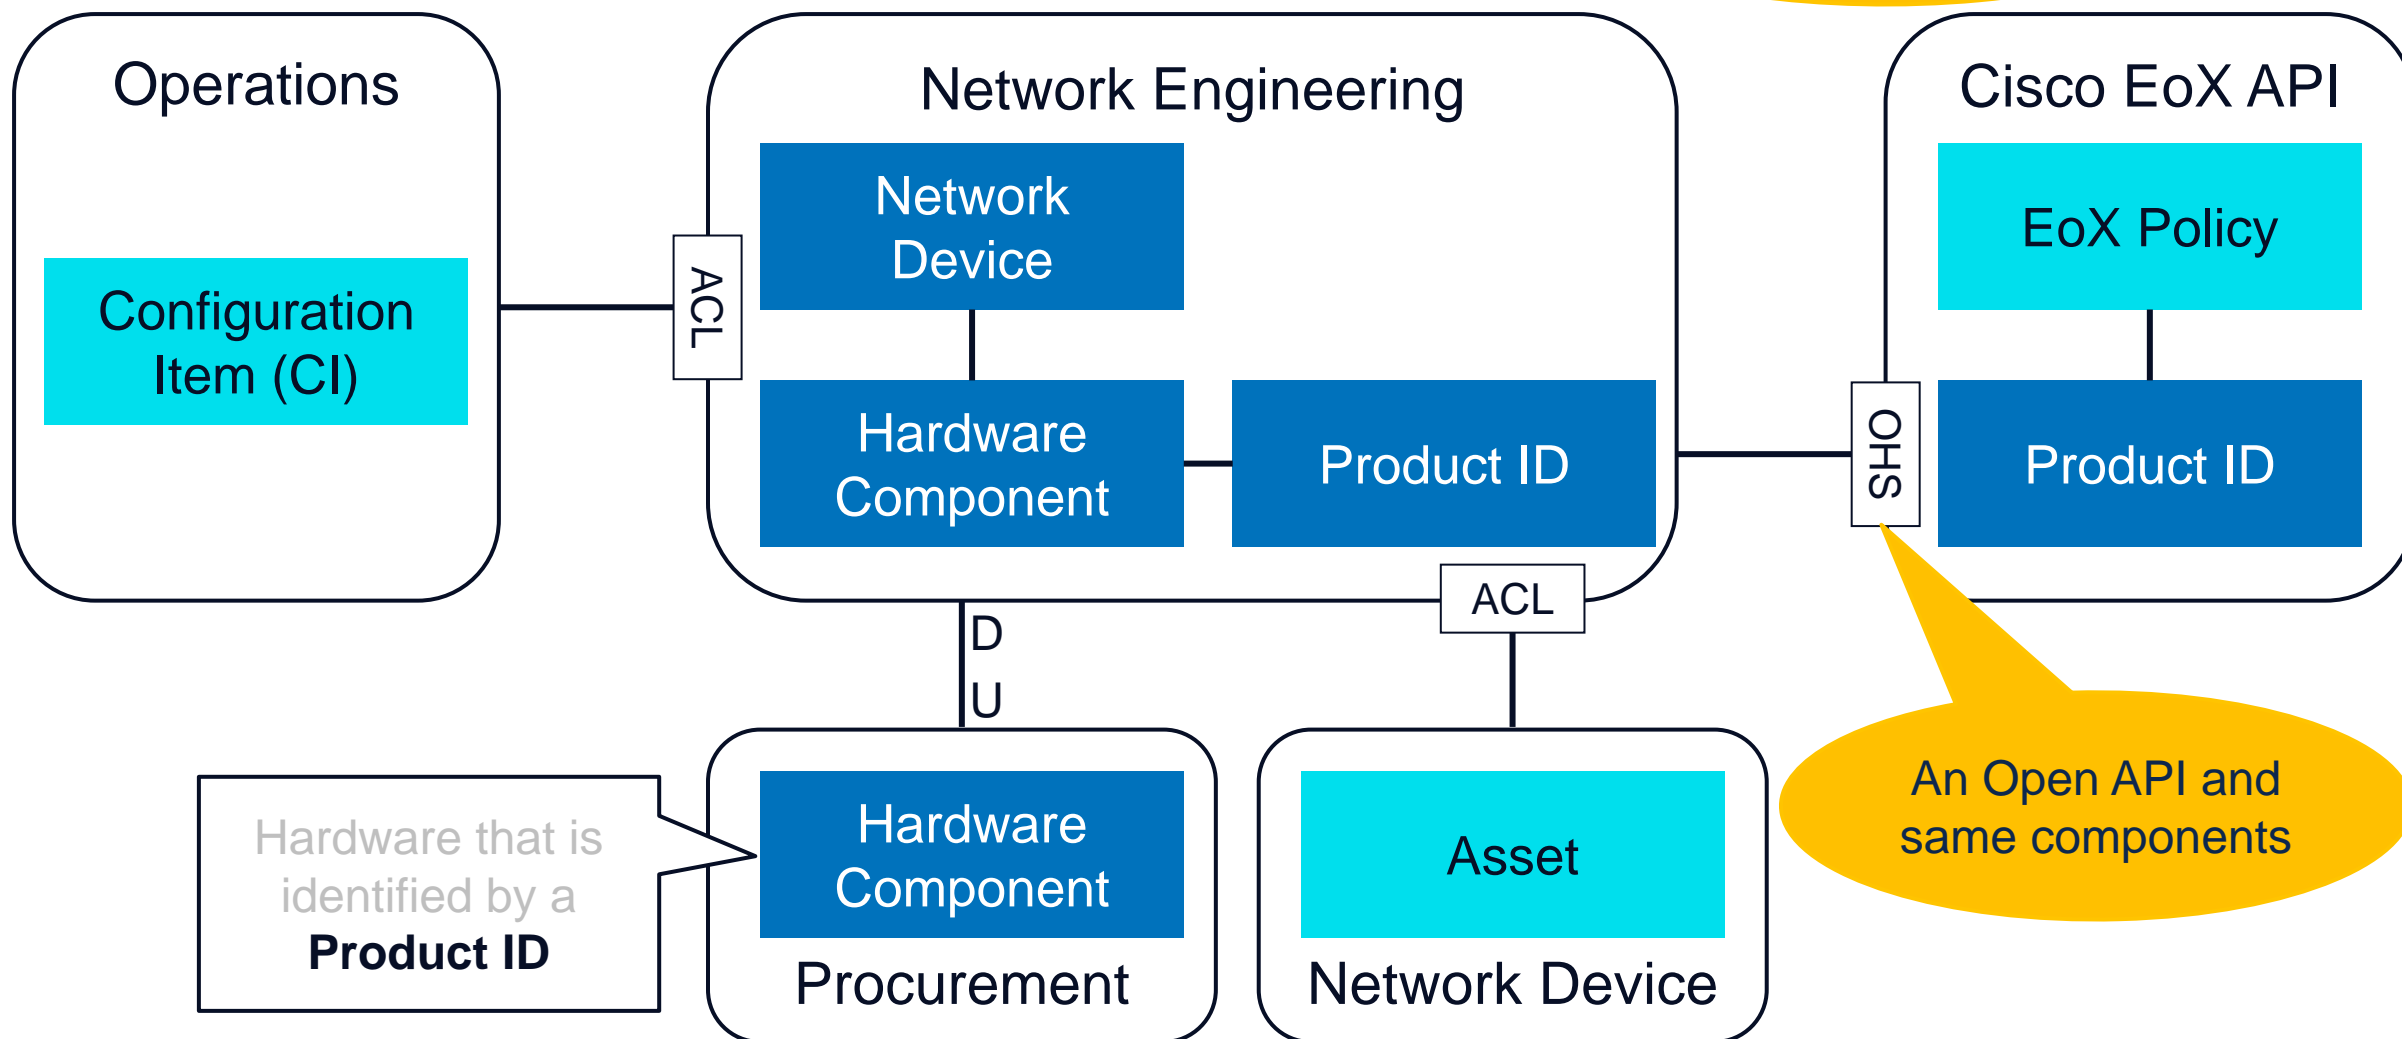 Operations
Configuration
Item (CI)
ACL
Network Engineering
Network
Device
Hardware
Component
Product ID
ACL
OHS
Cisco EoX API
EoX Policy
Product ID
D
U
Hardware that is
identified by a
Product ID
Hardware
Component
Procurement
Asset
Network Device
An Open API and
same components